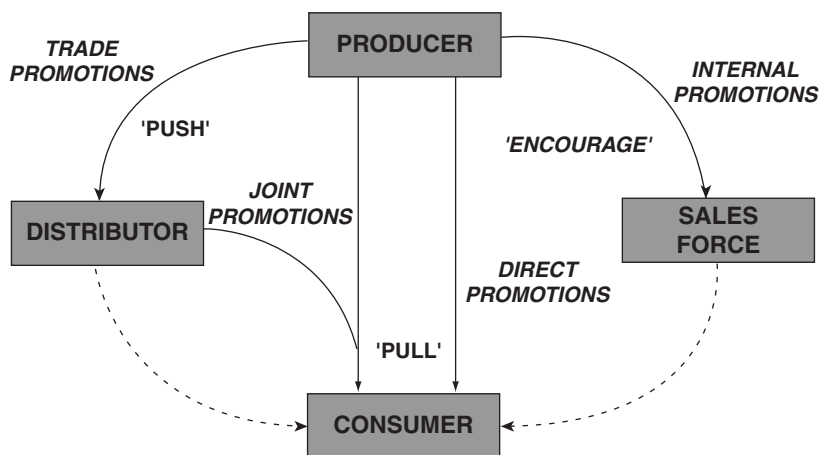 PRODUCER
TRADE
PROMOTIONS
INTERNAL
PROMOTIONS
'PUSH'
'ENCOURAGE'
JOINT
PROMOTIONS
DISTRIBUTOR
SALES
FORCE
DIRECT
PROMOTIONS
'PULL'
CONSUMER